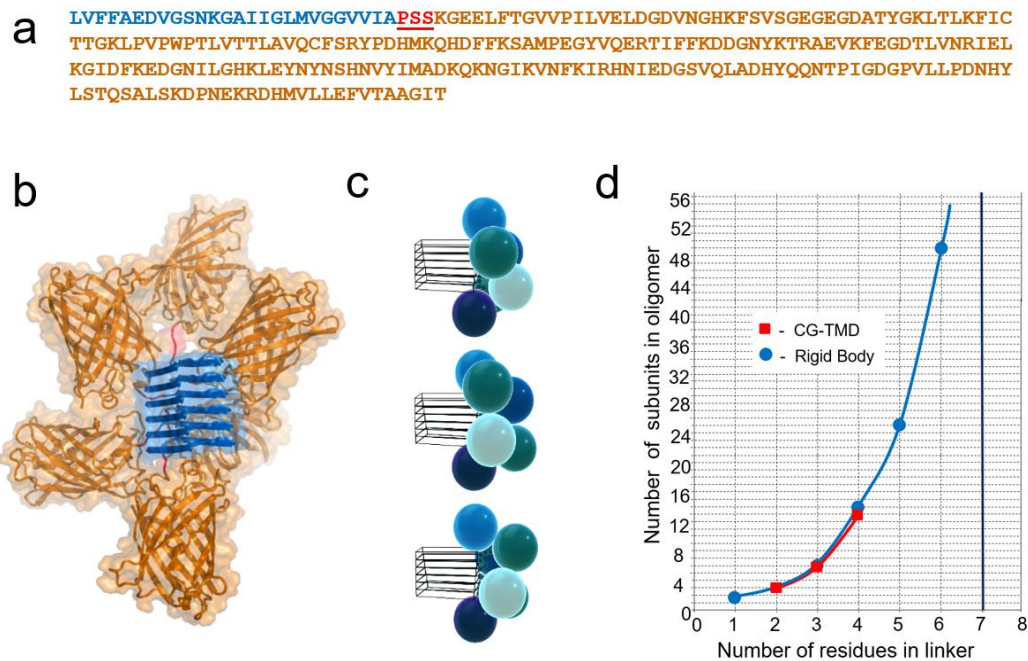 a
LVFFAEDVGSNKGAIIGLMVGGVVIAPSSKGEELFTGVVPILVELDGDVNGHKFSVSGEGEGDATYGKLTLKFIC
TTGKLPVPWPTLVTTLAVQCFSRYPDHMKQHDFFKSAMPEGYVQERTIFFKDDGNYKTRAEVKFEGDTLVNRIEL
KGIDFKEDGNILGHKLEYNYNSHNVYIMADKQKNGIKVNFKIRHNIEDGSVQLADHYQQNTPIGDGPVLLPDNHY
LSTQSALSKDPNEKRDHMVLLEFVTAAGIT
b
c
d
Number of subunits in oligomer
56
52
48
44
40
36
32
28
24
20
16
12
8
4
0
- CG-TMD
- Rigid Body
0 1 2 3 4 5 6 7 8
Number of residues in linker